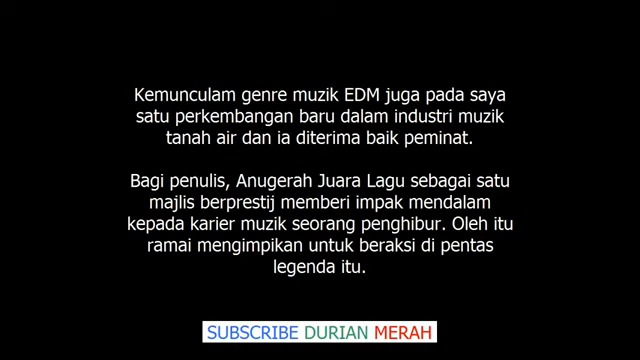 Kemunculam genre muzik EDM juga pada saya
satu perkembangan baru dalam industri muzik
tanah air dan ia diterima baik peminat.
Bagi penulis, Anugerah Juara Lagu sebagai satu
majlis berprestij memberi impak mendalam
kepada karier muzik seorang penghibur. Oleh itu
ramai mengimpikan untuk beraksi di pentas
legenda itu.
SUBSCRIBE DURIAN MERAH